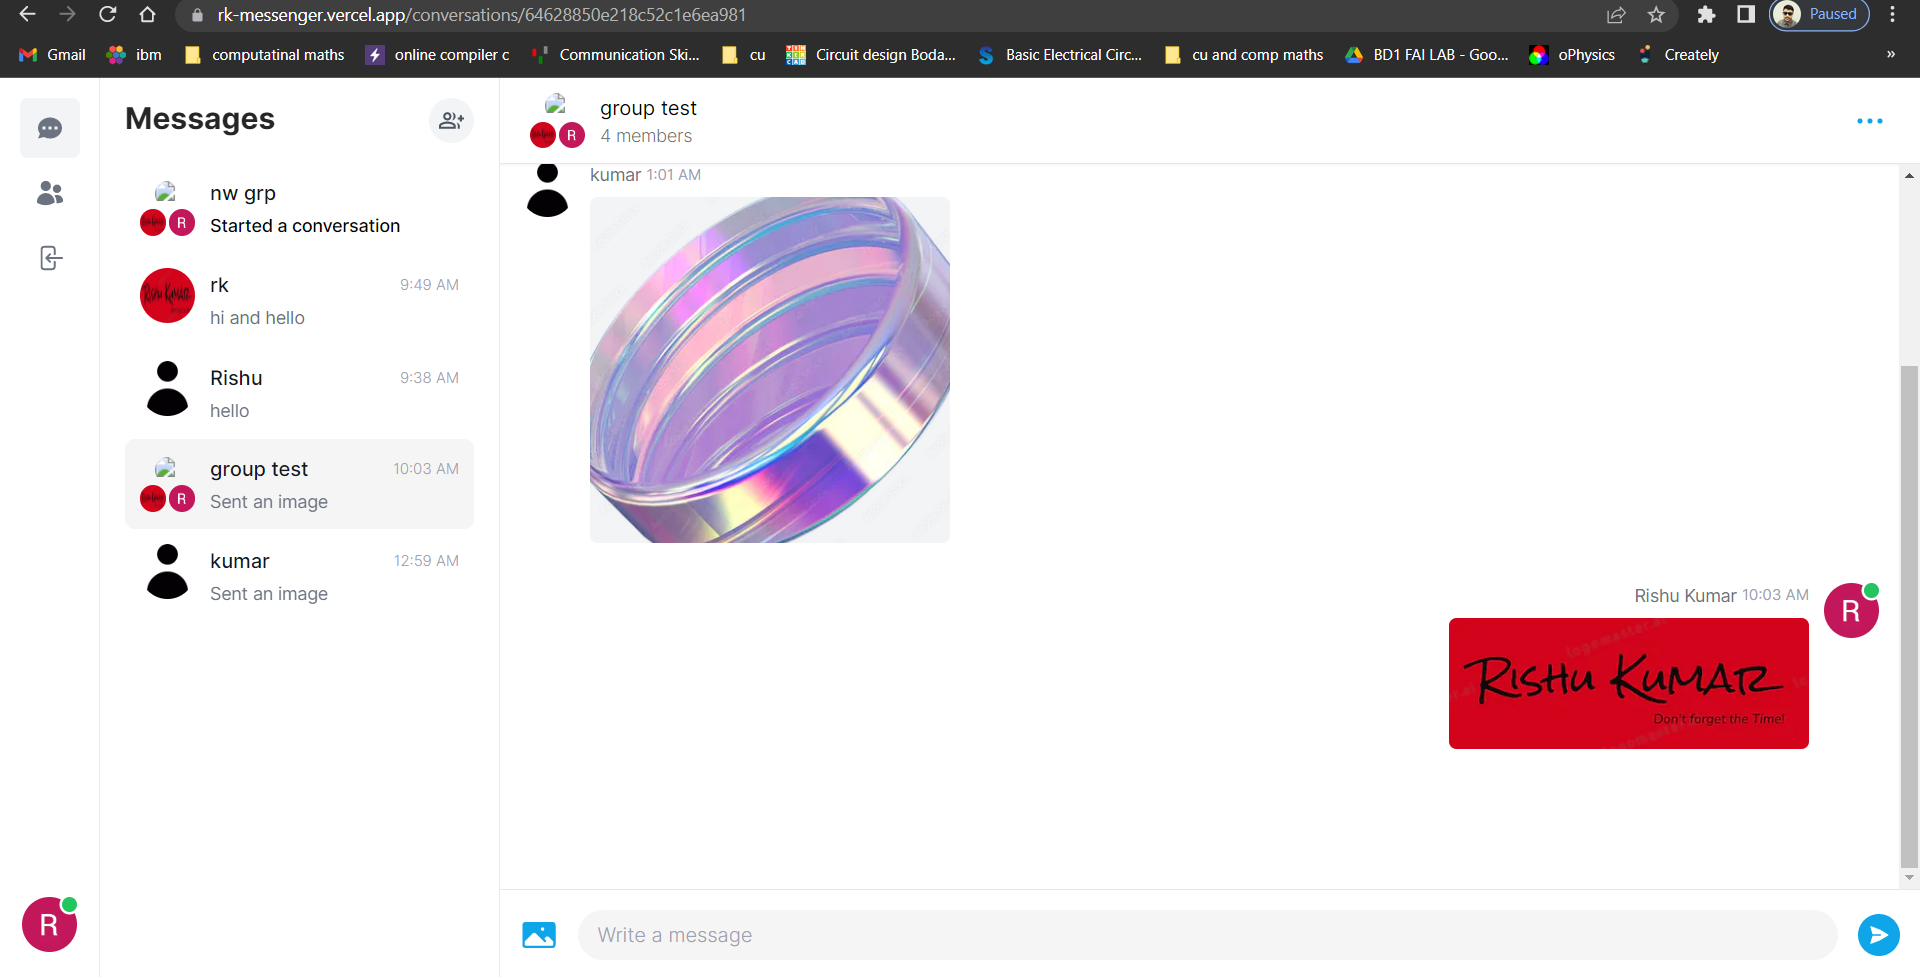 rk-messenger.vercel.app/conversations/64628850e218c52c1e6ea981
Paused
Gmail
ibm
computatinal maths
online compiler c
Communication Ski...
cu
Circuit design Boda...
Basic Electrical Circ...
cu and comp maths
BD1 FAI LAB - Goo...
oPhysics
Creately
»
Messages
nw grp
R
Started a conversation
rk 9:49 AM
Rishu Kumar
hi and hello
Rishu 9:38 AM
hello
group test 10:03 AM
R
Sent an image
kumar 12:59 AM
Sent an image
R
group test
R
4 members
kumar 1:01 AM
Rishu Kumar 10:03 AM
R
logomaster.ai
RISHU KUMAR
Don't forget the Time!
Write a message